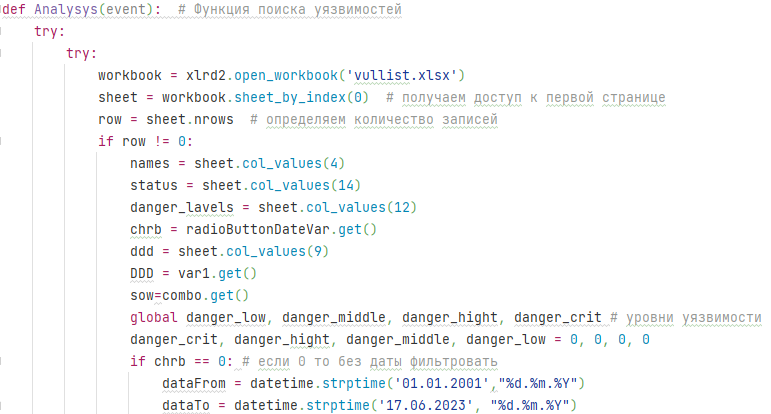 def Analysys(event):  # Функция поиска уязвимостей
    try:
        try:
            workbook = xlrd2.open_workbook('vullist.xlsx')
            sheet = workbook.sheet_by_index(0)  # получаем доступ к первой странице
            row = sheet.nrows  # определяем количество записей
            if row != 0:
                names = sheet.col_values(4)
                status = sheet.col_values(14)
                danger_lavels = sheet.col_values(12)
                chrb = radioButtonDateVar.get()
                ddd = sheet.col_values(9)
                DDD = var1.get()
                sow=combo.get()
                global danger_low, danger_middle, danger_hight, danger_crit # уровни уязвимости
                danger_crit, danger_hight, danger_middle, danger_low = 0, 0, 0, 0
                if chrb == 0: # если 0 то без даты фильтровать
                    dataFrom = datetime.strptime('01.01.2001',"%d.%m.%Y")
                    dataTo = datetime.strptime('17.06.2023', "%d.%m.%Y")